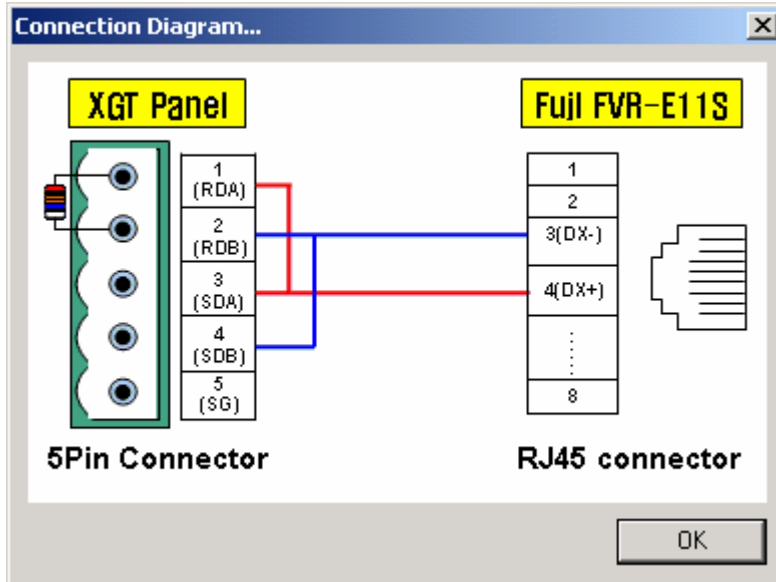 Connection Diagram...
XGT Panel
Fuji FVR-E11S
1
(RDA)
2
(RDB)
3
(SDA)
4
(SDB)
5
(SG)
1
2
3(DX-)
4(DX+)
8
5Pin Connector
RJ45 connector
OK